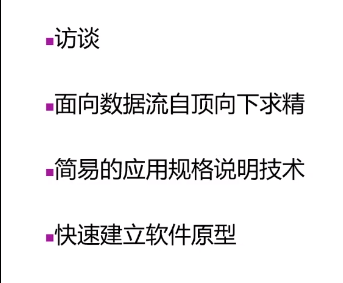 ▪访谈
▪面向数据流自顶向下求精
▪简易的应用规格说明技术
▪快速建立软件原型